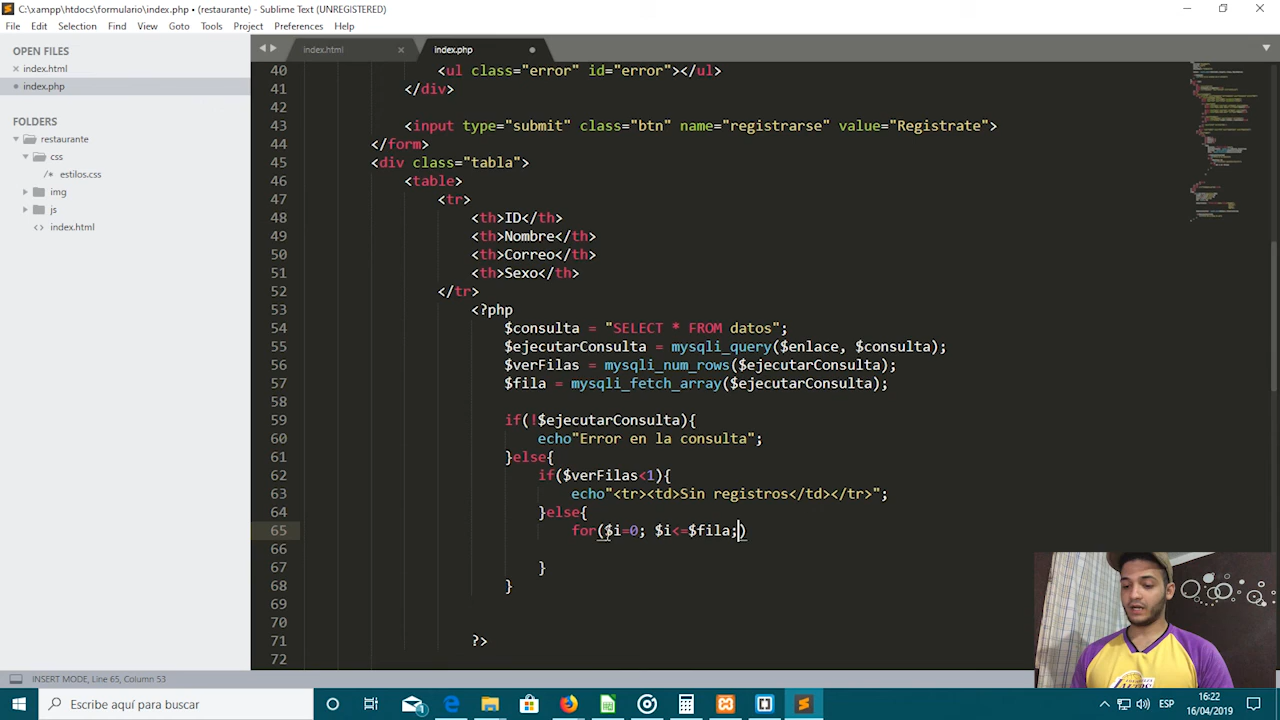 C:\xampp\htdocs\formulario\index.php • (restaurante) - Sublime Text (UNREGISTERED)
File Edit Selection Find View Goto Tools Project Preferences Help
OPEN FILES
index.html
index.php
FOLDERS
restaurante
css
estilos.css
img
js
index.html
index.html index.php
40 <ul class="error" id="error"></ul>
41 </div>
42
43 <input type="submit" class="btn" name="registrarse" value="Registrate">
44 </form>
45 <div class="tabla">
46 <table>
47 <tr>
48 <th>ID</th>
49 <th>Nombre</th>
50 <th>Correo</th>
51 <th>Sexo</th>
52 </tr>
53 <?php
54 $consulta = "SELECT * FROM datos";
55 $ejecutarConsulta = mysqli_query($enlace, $consulta);
56 $verFilas = mysqli_num_rows($ejecutarConsulta);
57 $fila = mysqli_fetch_array($ejecutarConsulta);
58
59 if(!$ejecutarConsulta){
60 echo"Error en la consulta";
61 }else{
62 if($verFilas<1){
63 echo"<tr><td>Sin registros</td></tr>";
64 }else{
65 for($i=0; $i<=$fila;)
66
67 }
68 }
69
70
71 ?>
72
INSERT MODE, Line 65, Column 53
Escribe aquí para buscar
ESP
16:22
16/04/2019